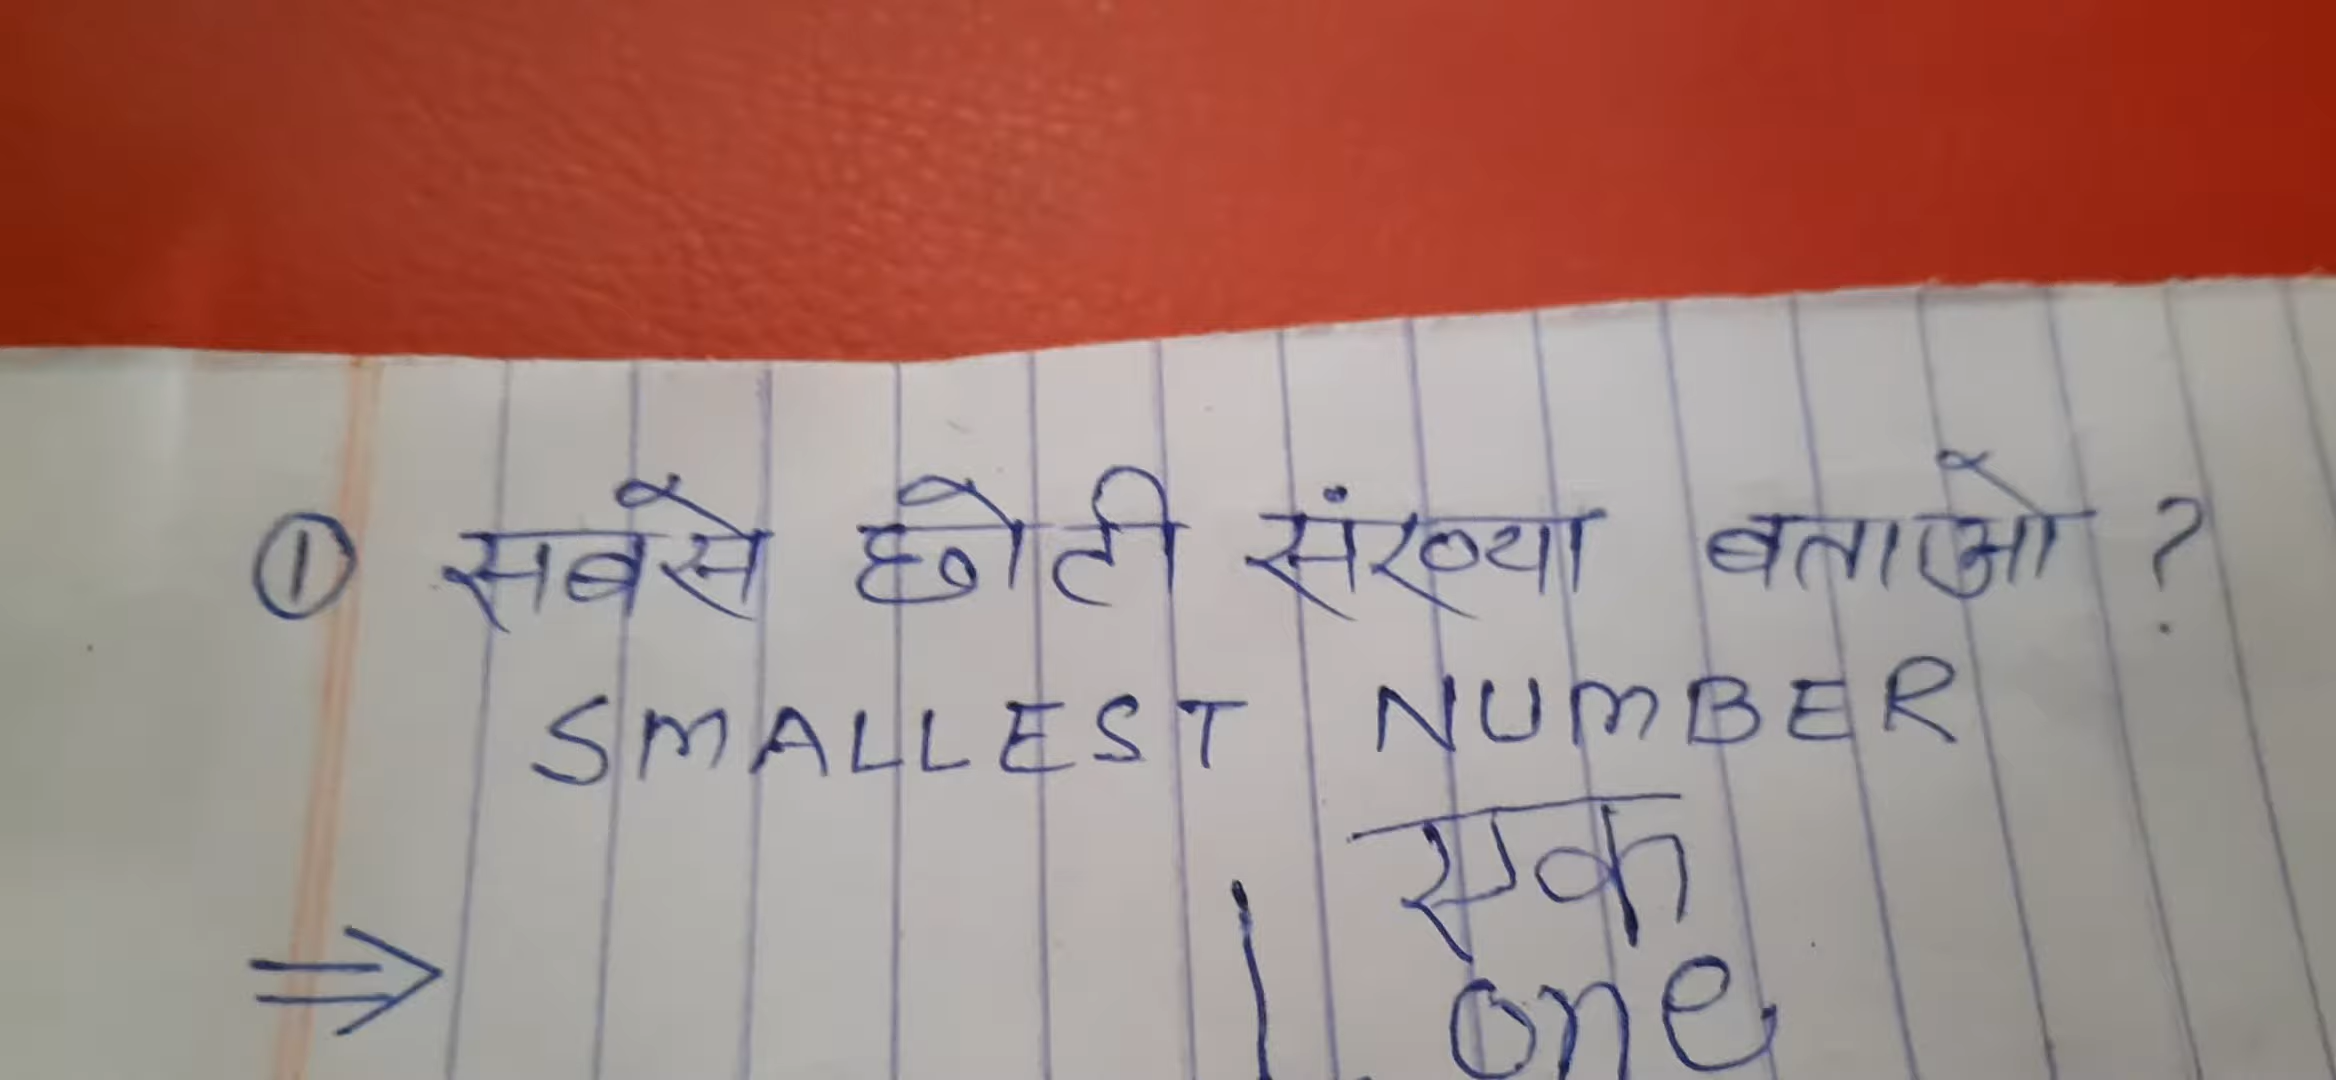 ① सबसे छोटी संख्या बताओ ?
SMALLEST NUMBER
एक
⇒ 1 one